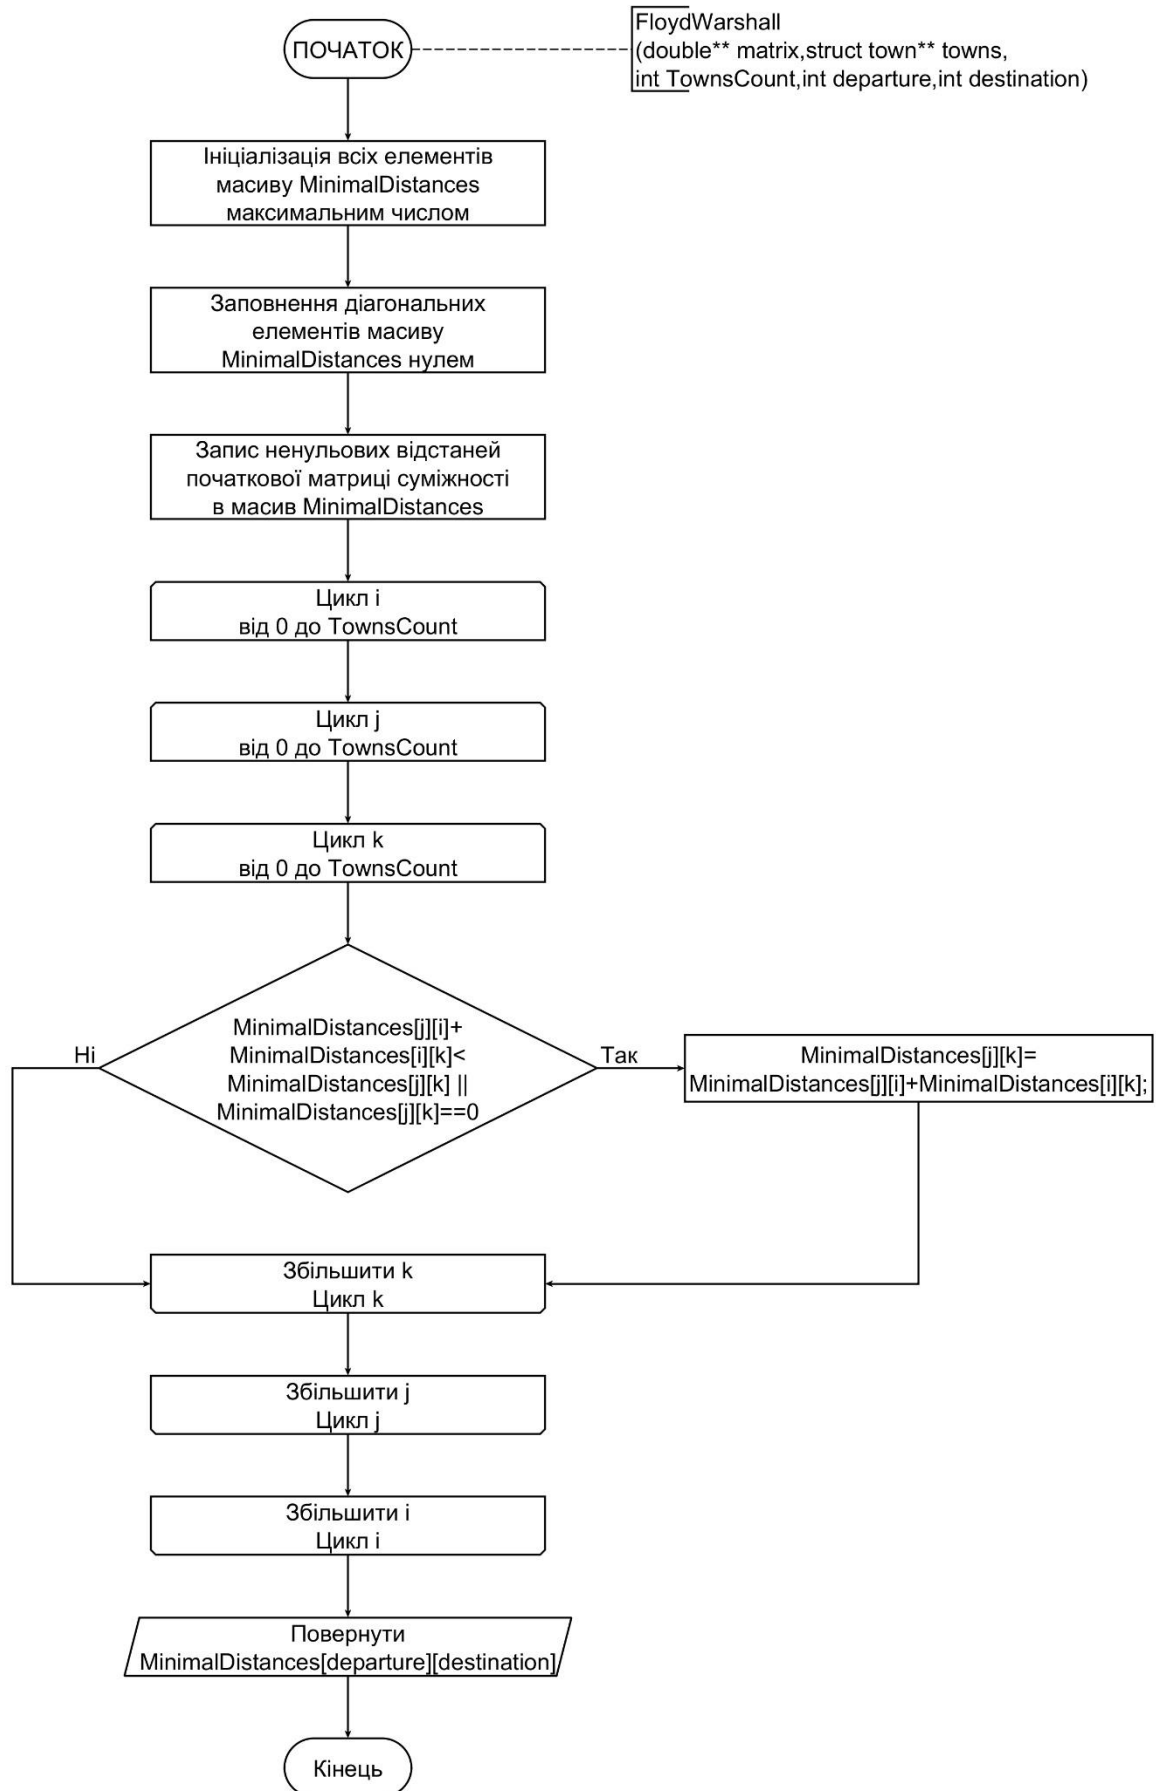 ПОЧАТОК
FloydWarshall
(double** matrix,struct town** towns,
int TownsCount,int departure,int destination)
Ініціалізація всіх елементів
масиву MinimalDistances
максимальним числом
Заповнення діагональних
елементів масиву
MinimalDistances нулем
Запис ненульових відстаней
початкової матриці суміжності
в масив MinimalDistances
Цикл i
від 0 до TownsCount
Цикл j
від 0 до TownsCount
Цикл k
від 0 до TownsCount
MinimalDistances[j][i]+
MinimalDistances[i][k]<
MinimalDistances[j][k] ||
MinimalDistances[j][k]==0
Ні
Так
MinimalDistances[j][k]=
MinimalDistances[j][i]+MinimalDistances[i][k];
Збільшити k
Цикл k
Збільшити j
Цикл j
Збільшити i
Цикл i
Повернути
MinimalDistances[departure][destination]
Кінець